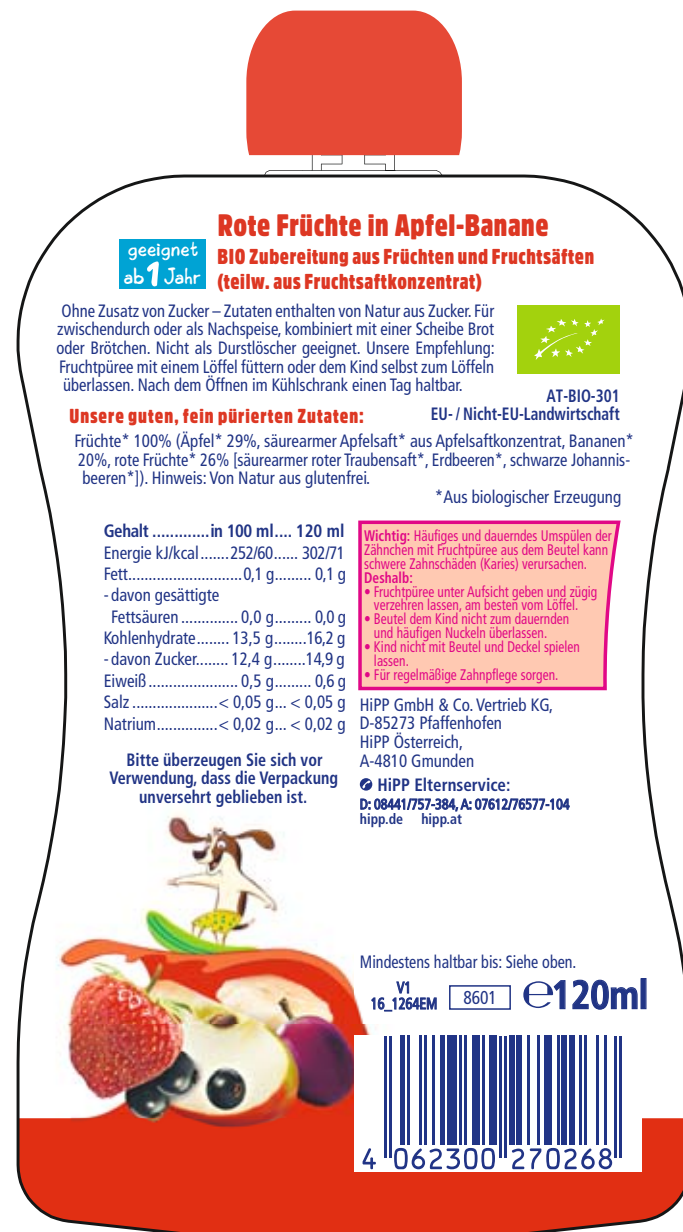 Rote Früchte in Apfel-Banane
geeignet
ab 1 Jahr
BIO Zubereitung aus Früchten und Fruchtsäften
(teilw. aus Fruchtsaftkonzentrat)
Ohne Zusatz von Zucker – Zutaten enthalten von Natur aus Zucker. Für
zwischendurch oder als Nachspeise, kombiniert mit einer Scheibe Brot
oder Brötchen. Nicht als Durstlöscher geeignet. Unsere Empfehlung:
Fruchtpüree mit einem Löffel füttern oder dem Kind selbst zum Löffeln
überlassen. Nach dem Öffnen im Kühlschrank einen Tag haltbar.
AT-BIO-301
EU- / Nicht-EU-Landwirtschaft
Unsere guten, fein pürierten Zutaten:
Früchte* 100% (Äpfel* 29%, säurearmer Apfelsaft* aus Apfelsaftkonzentrat, Bananen*
20%, rote Früchte* 26% [säurearmer roter Traubensaft*, Erdbeeren*, schwarze Johannis-
beeren*]). Hinweis: Von Natur aus glutenfrei.
*Aus biologischer Erzeugung
Gehalt .............in 100 ml.... 120 ml
Energie kJ/kcal.......252/60...... 302/71
Fett..........................0,1 g......... 0,1 g
- davon gesättigte
Fettsäuren .............. 0,0 g......... 0,0 g
Kohlenhydrate....... 13,5 g.......16,2 g
- davon Zucker....... 12,4 g.......14,9 g
Eiweiß ..................... 0,5 g......... 0,6 g
Salz .....................< 0,05 g... < 0,05 g
Natrium...............< 0,02 g... < 0,02 g
Bitte überzeugen Sie sich vor
Verwendung, dass die Verpackung
unversehrt geblieben ist.
Wichtig: Häufiges und dauerndes Umspülen der
Zähnchen mit Fruchtpüree aus dem Beutel kann
schwere Zahnschäden (Karies) verursachen.
Deshalb:
• Fruchtpüree unter Aufsicht geben und zügig
verzehren lassen, am besten vom Löffel.
• Beutel dem Kind nicht zum dauernden
und häufigen Nuckeln überlassen.
• Kind nicht mit Beutel und Deckel spielen
lassen.
• Für regelmäßige Zahnpflege sorgen.
HiPP GmbH & Co. Vertrieb KG,
D-85273 Pfaffenhofen
HiPP Österreich,
A-4810 Gmunden
HiPP Elternservice:
D: 08441/757-384, A: 07612/76577-104
hipp.de hipp.at
Mindestens haltbar bis: Siehe oben.
V1
16_1264EM
8601
℮120ml
4 062300 270268